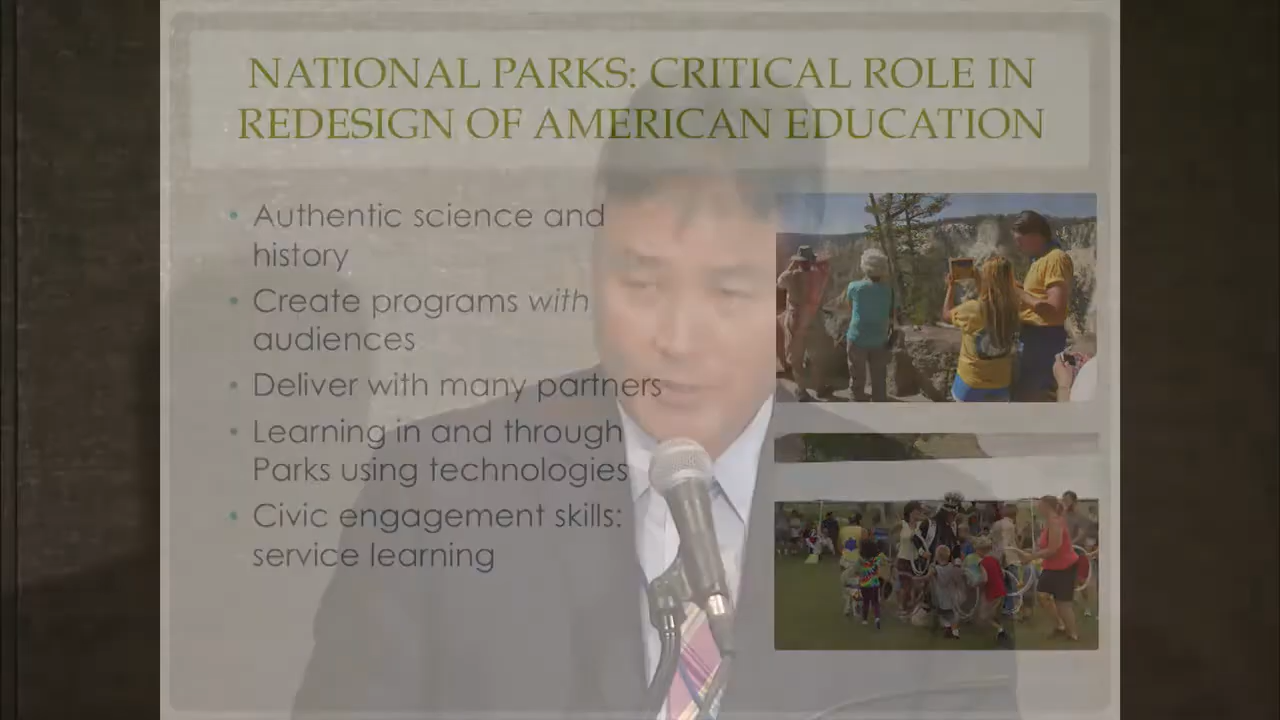 NATIONAL PARKS: CRITICAL ROLE IN
REDESIGN OF AMERICAN EDUCATION
• Authentic science and
history
• Create programs with
audiences
• Deliver with many partners
• Learning in and through
Parks using technologies
• Civic engagement skills:
service learning